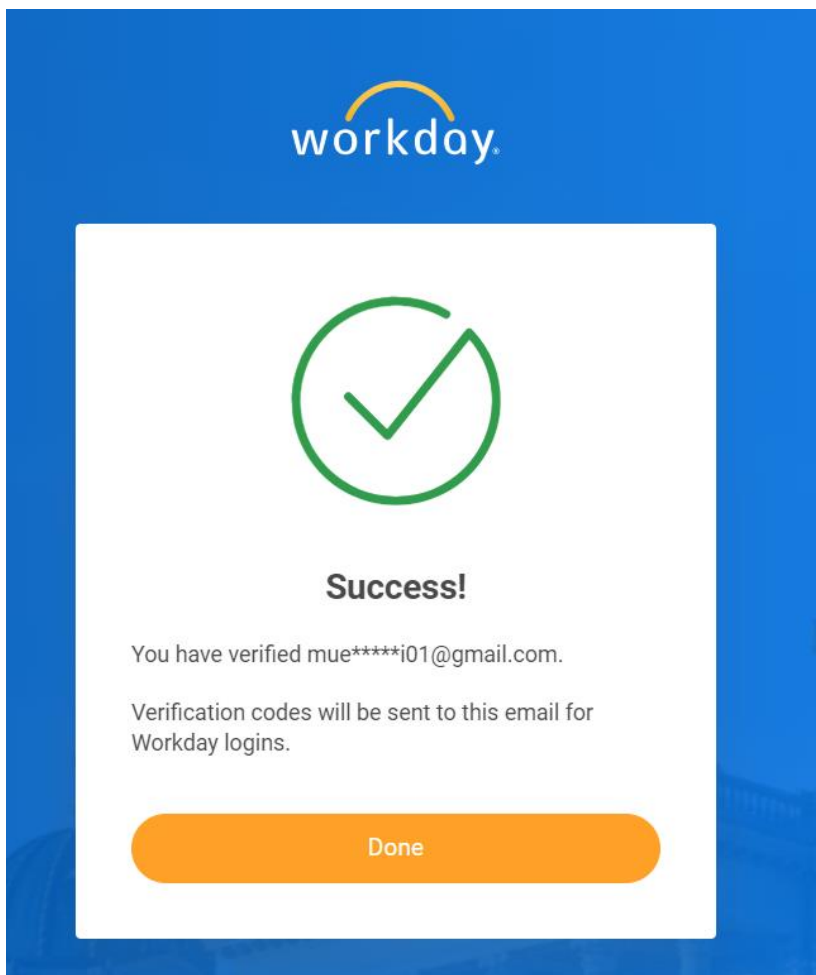 workday.
Success!
You have verified mue*****i01@gmail.com.
Verification codes will be sent to this email for
Workday logins.
Done